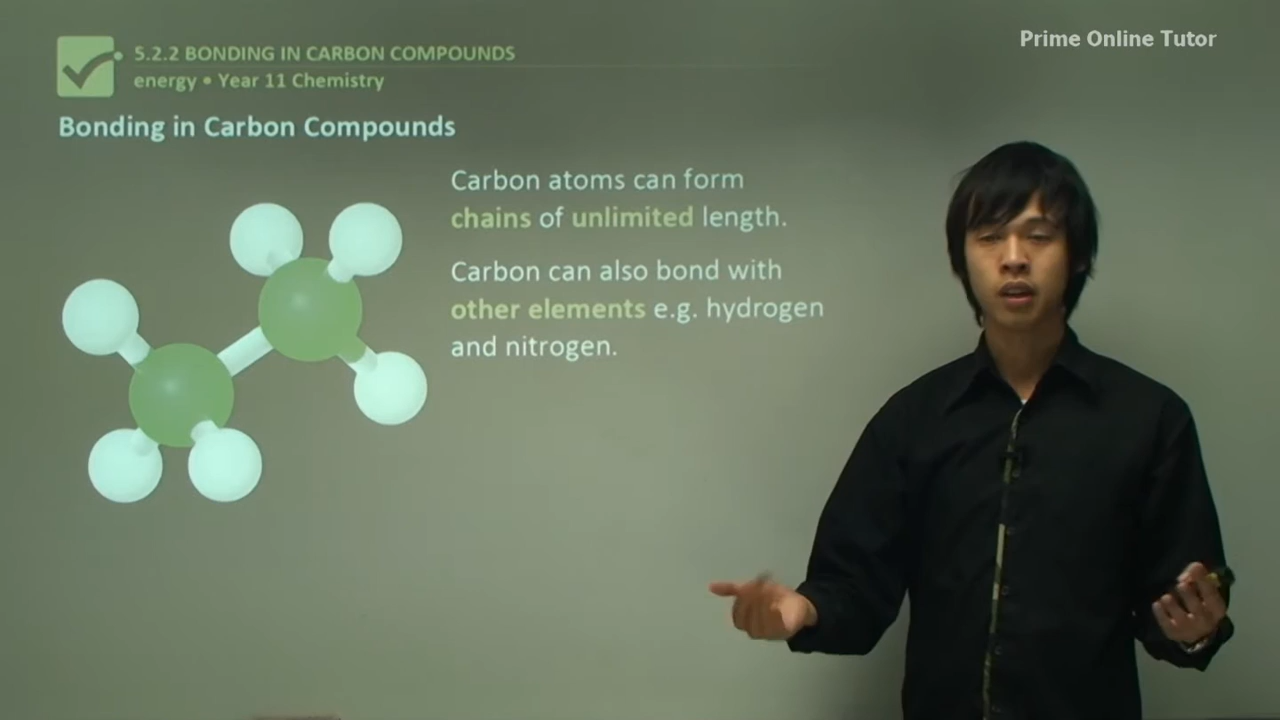 Prime Online Tutor
5.2.2 BONDING IN CARBON COMPOUNDS
energy • Year 11 Chemistry
Bonding in Carbon Compounds
Carbon atoms can form
chains of unlimited length.
Carbon can also bond with
other elements e.g. hydrogen
and nitrogen.